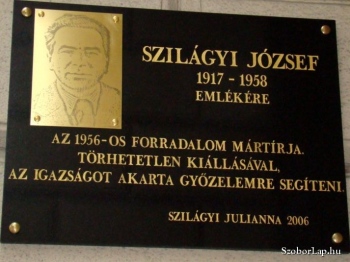 SZILÁGYI JÓZSEF
1917 - 1958
EMLÉKÉRE
AZ 1956-OS FORRADALOM MÁRTÍRJA.
TÖRHETETLEN KIÁLLÁSÁVAL,
AZ IGAZSÁGOT AKARTA GYŐZELEMRE SEGÍTENI.
SZILÁGYI JULIANNA 2006
SzoborLap.hu